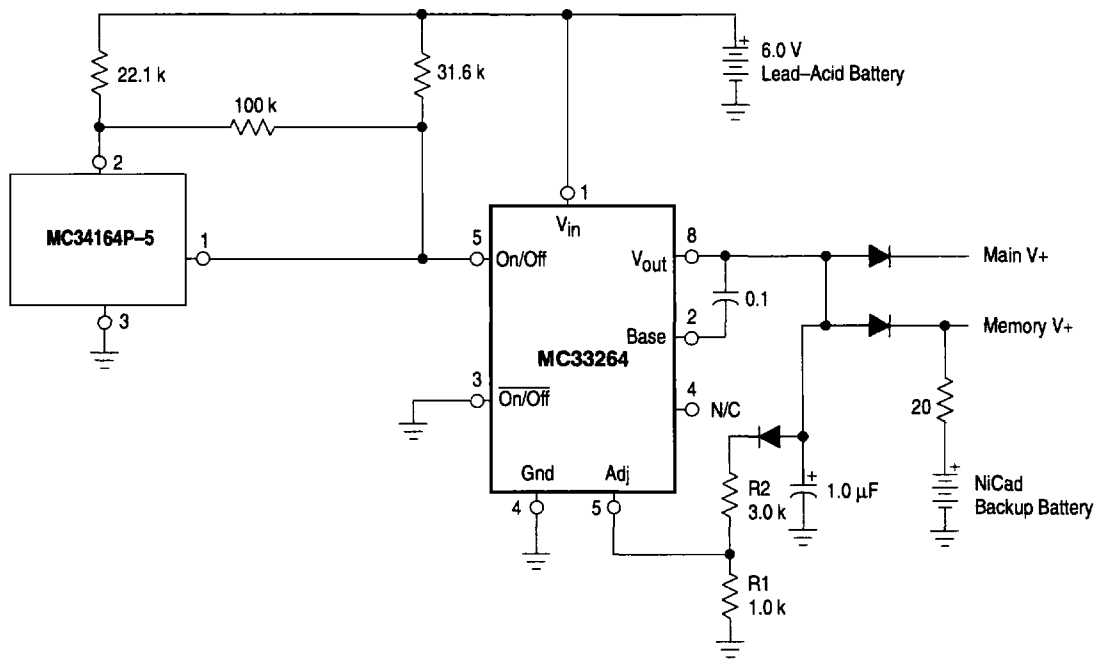 6.0 V
Lead–Acid Battery
+
22.1 k
31.6 k
100 k
2
MC34164P–5
1
3
1
Vin
5
On/Off
8
Vout
Main V+
0.1
2
Base
Memory V+
MC33264
3
On/Off
4
N/C
20
+
NiCad
Backup Battery
Gnd
Adj
4
5
R2
3.0 k
+
1.0 µF
R1
1.0 k